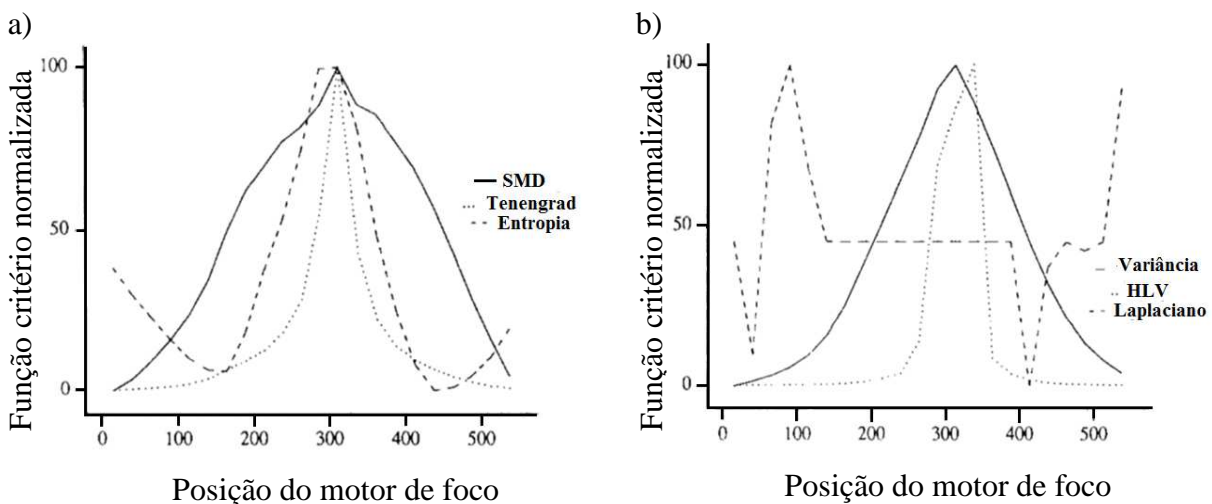 a)
Função critério normalizada
100
50
0
SMD
Tenengrad
Entropia
0 100 200 300 400 500
Posição do motor de foco
b)
Função critério normalizada
100
50
0
Variância
HLV
Laplaciano
0 100 200 300 400 500
Posição do motor de foco